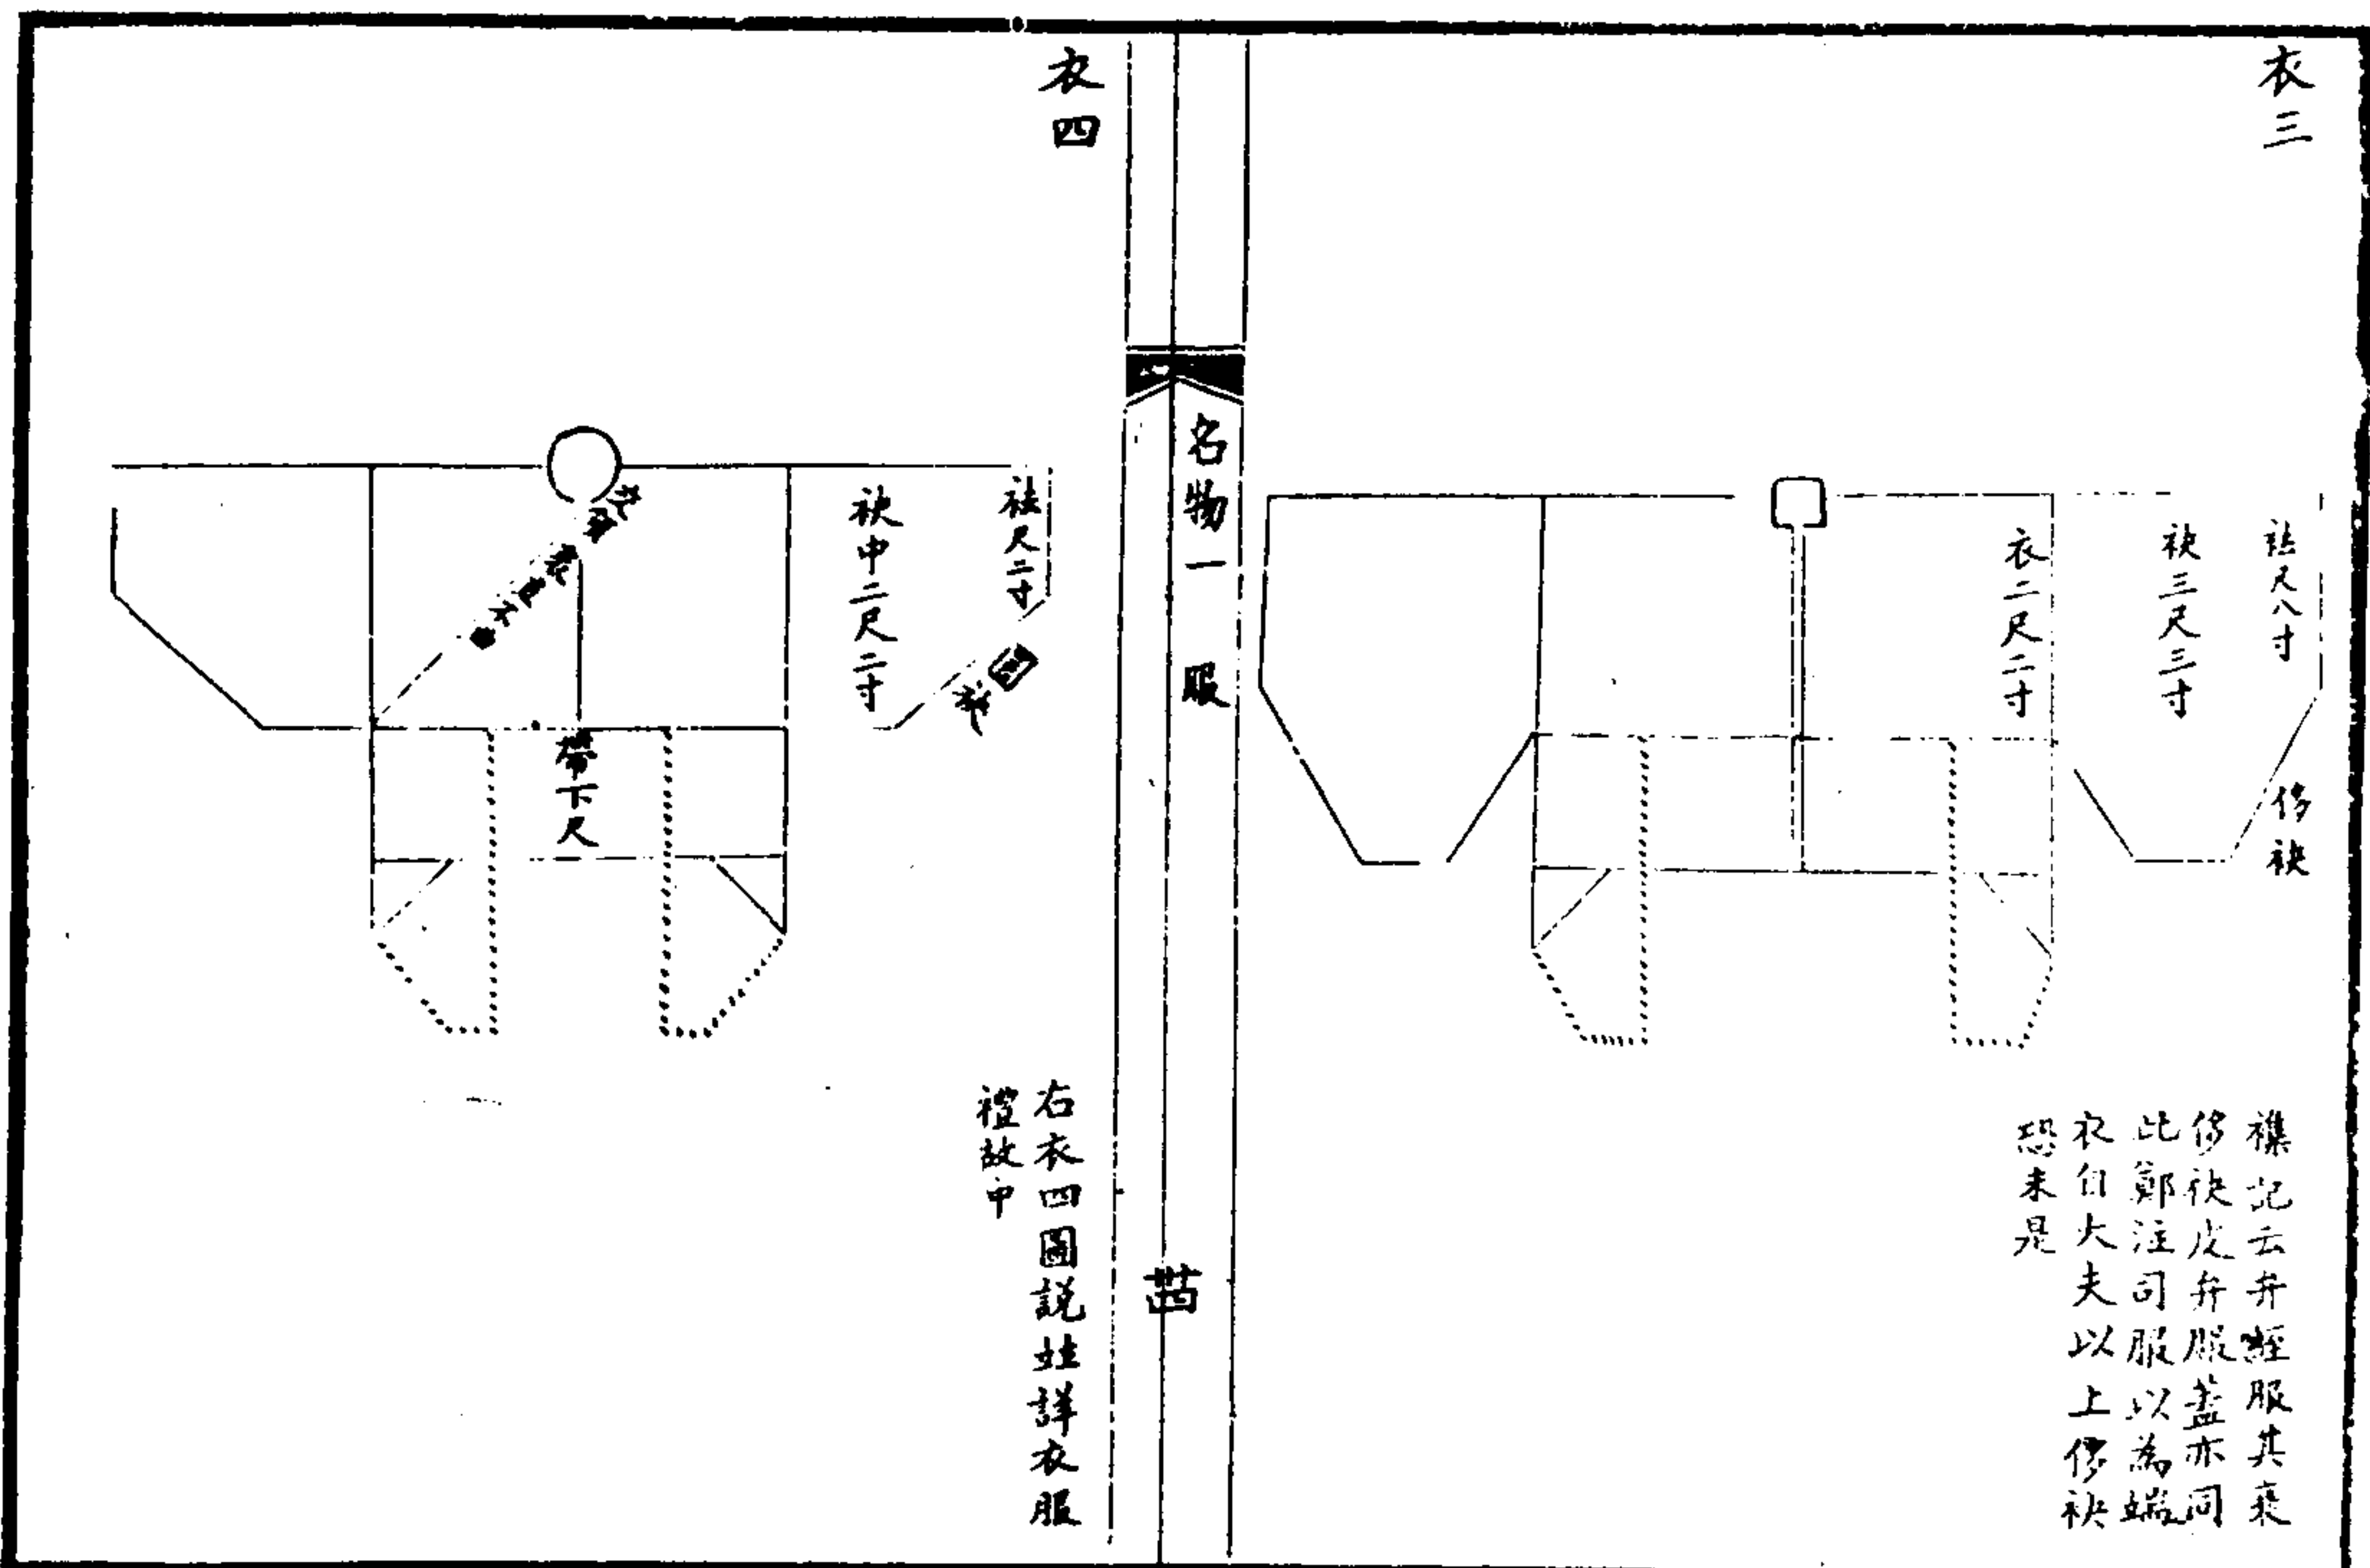 衣三
袪尺八寸
袂三尺三寸
衣二尺二寸
侈袂
襍記云弁絰服其衰
侈袂皮弁服蓋亦同
此鄭注司服以為端
衣自大夫以上侈袂
恐未是
名物一 服
衣四
袪尺二寸
袂中二尺二寸
帶下尺
右衣四圖説並詳衣服
禮故中